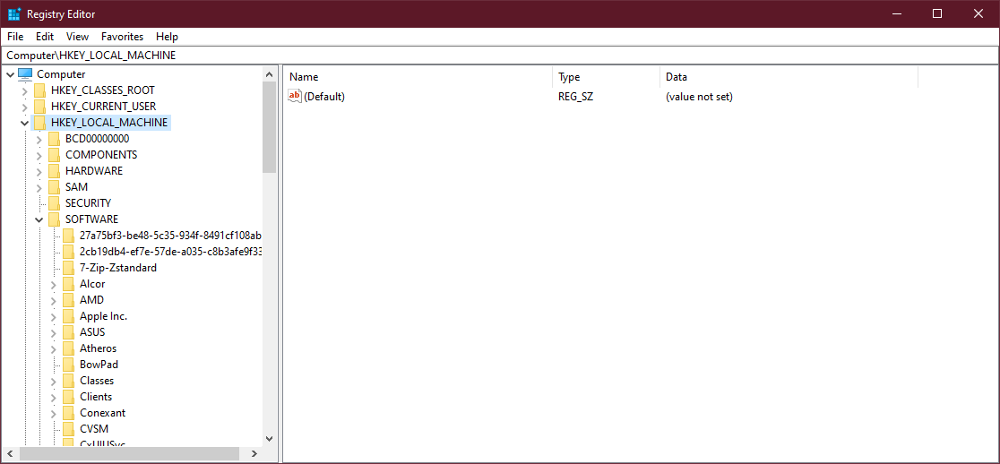 Registry Editor
File Edit View Favorites Help
Computer\HKEY_LOCAL_MACHINE
Computer
HKEY_CLASSES_ROOT
HKEY_CURRENT_USER
HKEY_LOCAL_MACHINE
BCD00000000
COMPONENTS
HARDWARE
SAM
SECURITY
SOFTWARE
27a75bf3-be48-5c35-934f-8491cf108ab
2cb19db4-ef7e-57de-a035-c8b3afe9f33
7-Zip-Zstandard
Alcor
AMD
Apple Inc.
ASUS
Atheros
BowPad
Classes
Clients
Conexant
CVSM
CxUIUSvc
Name Type Data
ab (Default) REG_SZ (value not set)